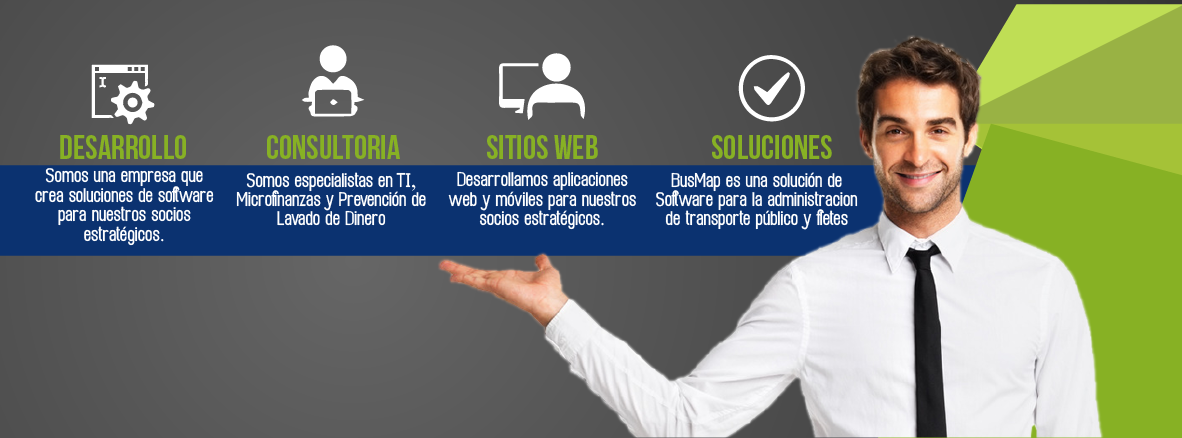 DESARROLLO
Somos una empresa que
crea soluciones de software
para nuestros socios
estratégicos.
CONSULTORIA
Somos especialistas en TI,
Microfinanzas y Prevención de
Lavado de Dinero
SITIOS WEB
Desarrollamos aplicaciones
web y móviles para nuestros
socios estratégicos.
SOLUCIONES
BusMap es una solución de
Software para la administracion
de transporte público y fletes